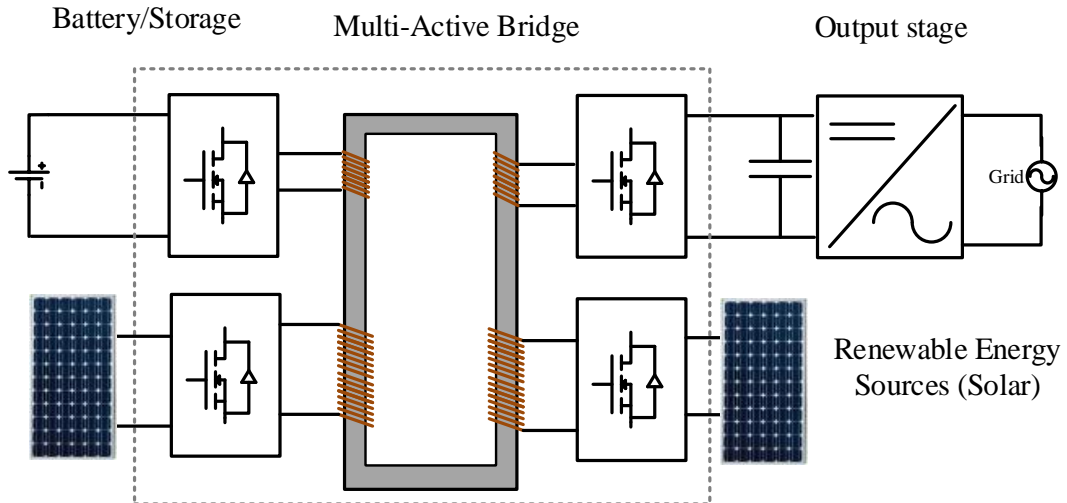 Battery/Storage
Multi-Active Bridge
Output stage
Grid
Renewable Energy
Sources (Solar)